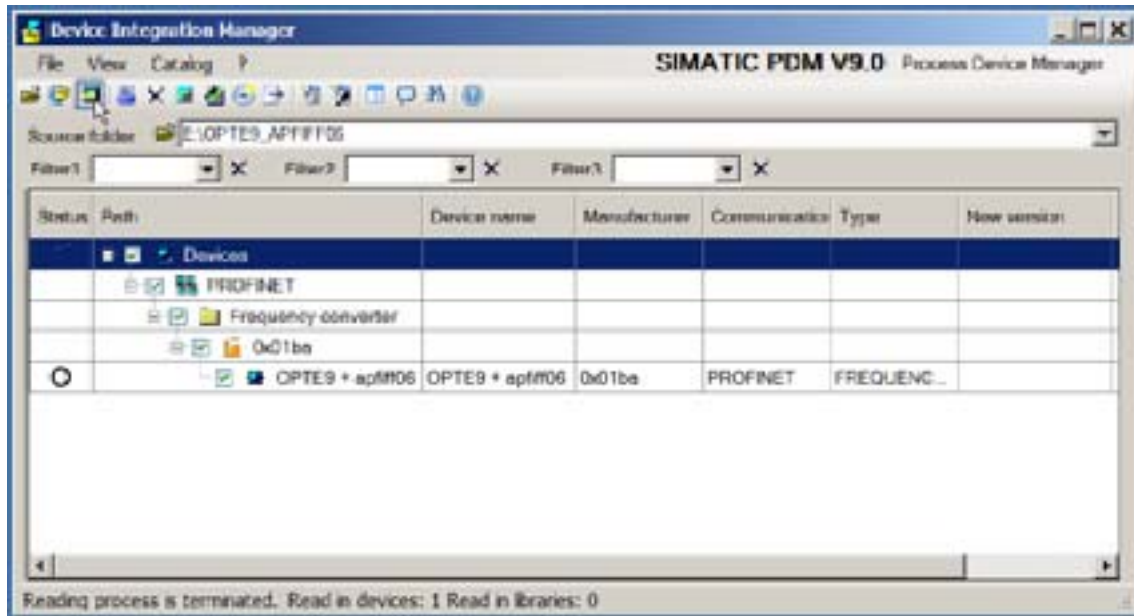 Device Integration Manager
File View Catalog ?
SIMATIC PDM V9.0 Process Device Manager
Source folder E:\OPTE9_APFIFF06
Filter1 Filter2 Filter3
Status Path Device name Manufacturer Communication Type New version
Devices
PROFINET
Frequency converter
0x01ba
OPTE9 + apfiff06 OPTE9 + apfiff06 0x01ba PROFINET FREQUENC...
Reading process is terminated. Read in devices: 1 Read in libraries: 0